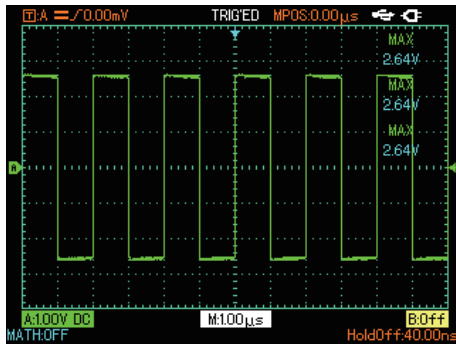 T:A = 0.00mV TRIG'ED MPOS:0.00μs
MAX
2.64V
MAX
2.64V
MAX
2.64V
A
A:1.00V DC M:1.00μs B:Off
MATH:OFF HoldOff:40.00ns